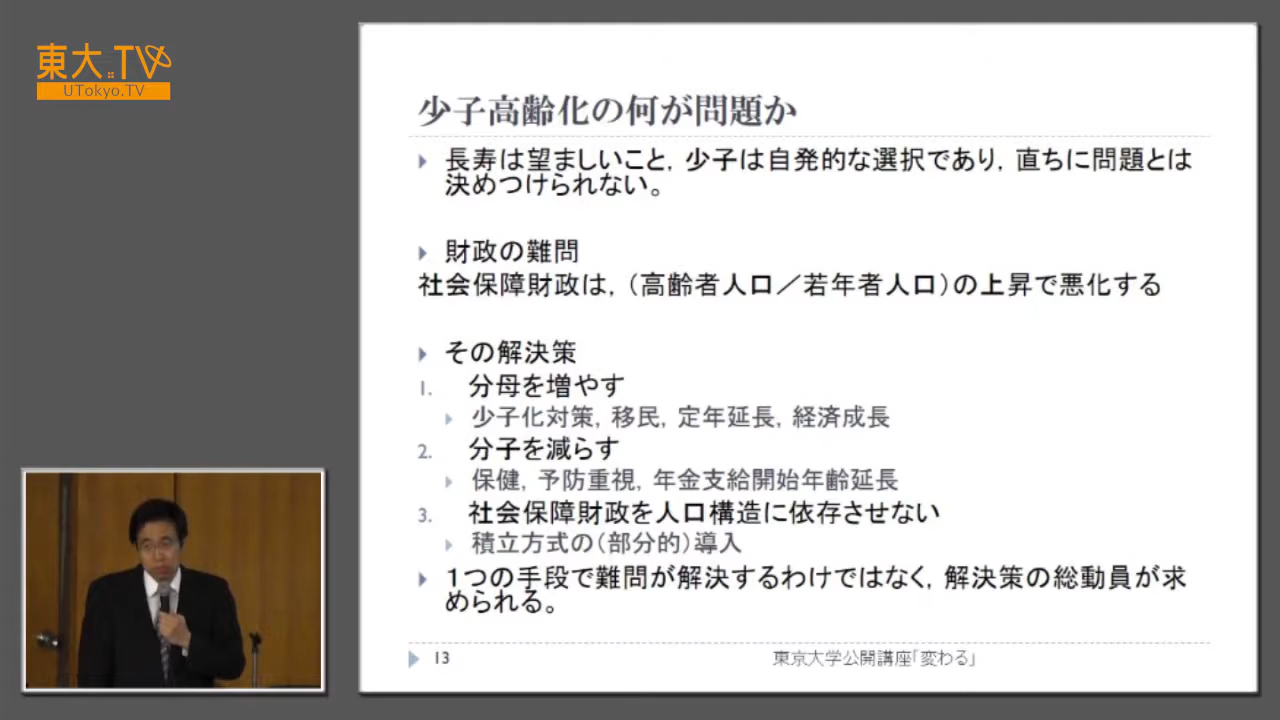 東大.TV
UTokyo.TV
少子高齢化の何が問題か
長寿は望ましいこと，少子は自発的な選択であり，直ちに問題とは
決めつけられない。
財政の難問
社会保障財政は，（高齢者人口／若年者人口）の上昇で悪化する
その解決策
1. 分母を増やす
少子化対策，移民，定年延長，経済成長
2. 分子を減らす
保健，予防重視，年金支給開始年齢延長
3. 社会保障財政を人口構造に依存させない
積立方式の（部分的）導入
１つの手段で難問が解決するわけではなく，解決策の総動員が求
められる。
13 東京大学公開講座「変わる」